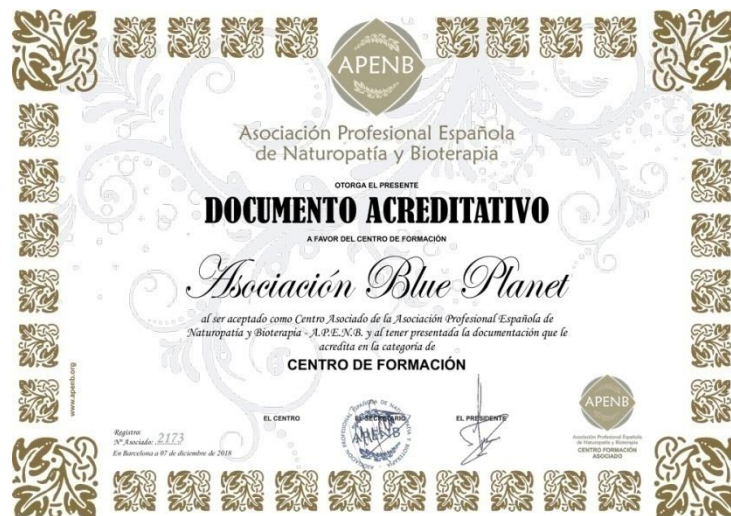 APENB
Asociación Profesional Española
de Naturopatía y Bioterapia
OTORGA EL PRESENTE
DOCUMENTO ACREDITATIVO
A FAVOR DEL CENTRO DE FORMACIÓN
Asociación Blue Planet
al ser aceptado como Centro Asociado de la Asociación Profesional Española de
Naturopatía y Bioterapia - A.P.E.N.B. y al tener presentada la documentación que le
acredita en la categoría de
CENTRO DE FORMACIÓN
www.apenb.org
EL CENTRO
EL SECRETARIO
EL PRESIDENTE
APENB
APENB
Registro:
Nº Asociado: 2173
En Barcelona a 07 de diciembre de 2018
Asociación Profesional Española
de Naturopatía y Bioterapia
CENTRO FORMACIÓN
ASOCIADO